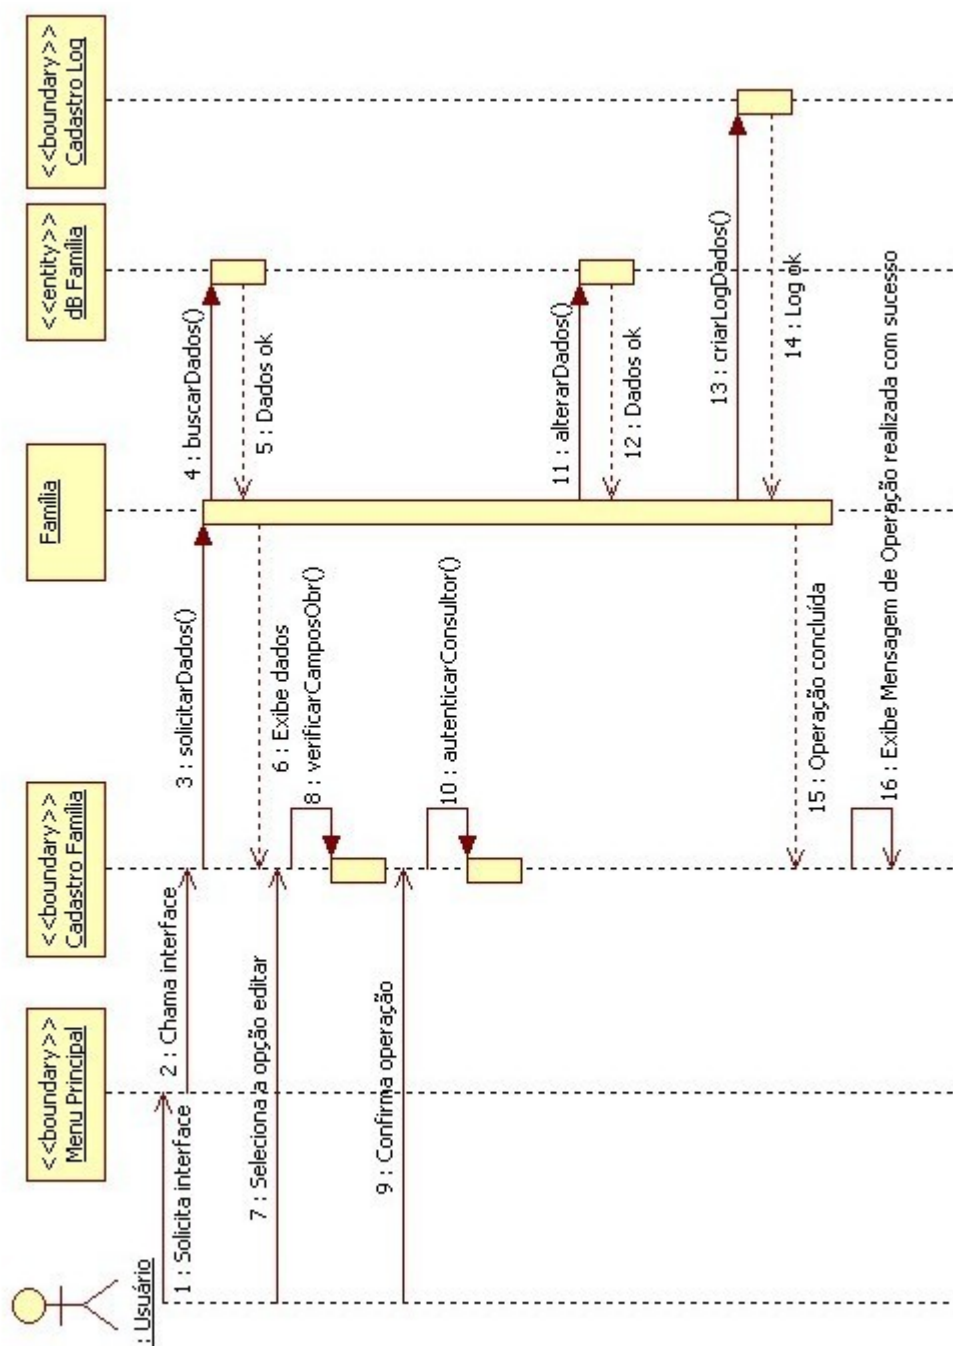 : Usuário
<<boundary>>
Menu Principal
<<boundary>>
Cadastro Família
Família
<<entity>>
dB Família
<<boundary>>
Cadastro Log
1 : Solicita interface
2 : Chama interface
3 : solicitarDados()
4 : buscarDados()
5 : Dados ok
6 : Exibe dados
7 : Seleciona a opção editar
8 : verificarCamposObr()
9 : Confirma operação
10 : autenticarConsultor()
11 : alterarDados()
12 : Dados ok
13 : criarLogDados()
14 : Log ok
15 : Operação concluída
16 : Exibe Mensagem de Operação realizada com sucesso